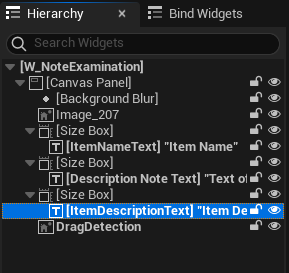 Hierarchy Bind Widgets
Search Widgets
[W_NoteExamination]
[Canvas Panel]
[Background Blur]
Image_207
[Size Box]
[ItemNameText] "Item Name"
[Size Box]
[Description Note Text] "Text of
[Size Box]
[ItemDescriptionText] "Item De
DragDetection